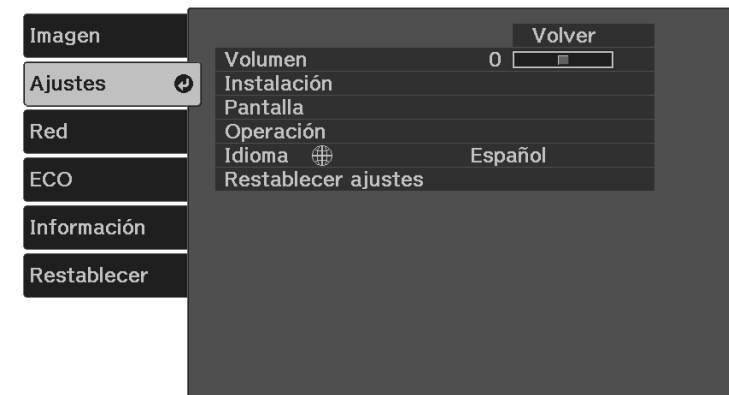 Imagen
Ajustes
Red
ECO
Información
Restablecer
Volver
Volumen 0
Instalación
Pantalla
Operación
Idioma Español
Restablecer ajustes